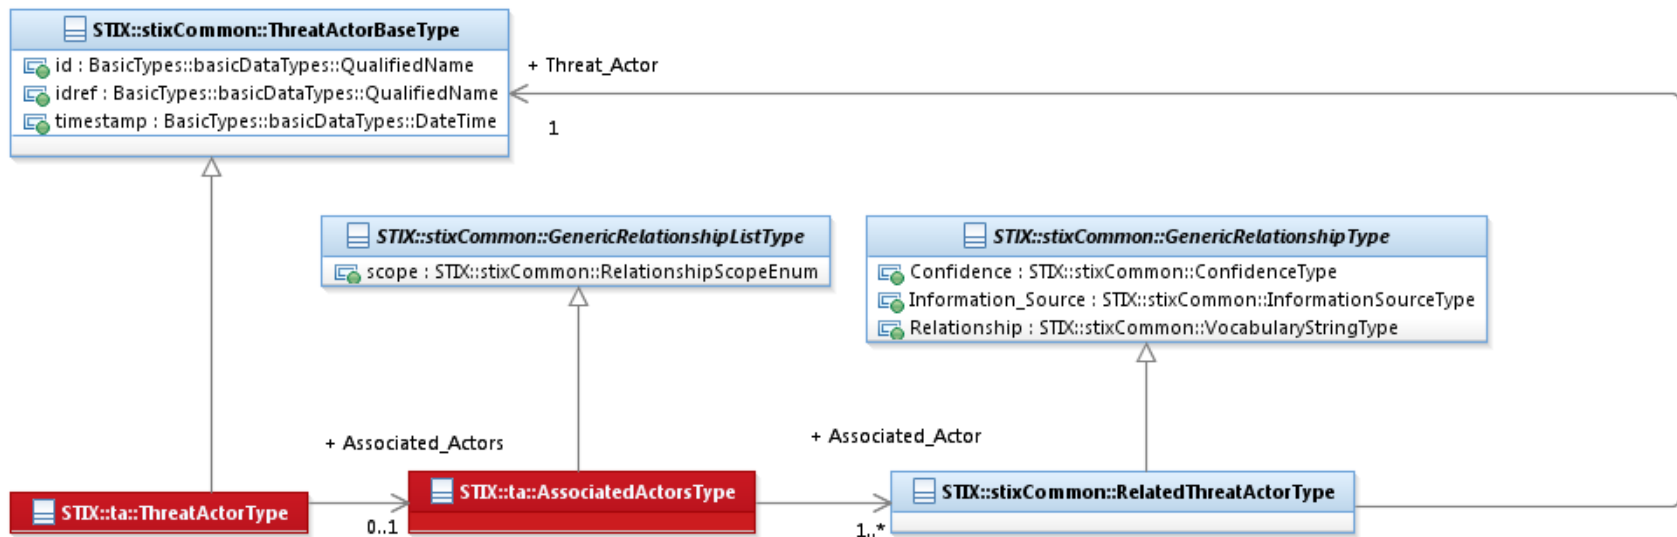 STIX::stixCommon::ThreatActorBaseType
id : BasicTypes::basicDataTypes::QualifiedName
idref : BasicTypes::basicDataTypes::QualifiedName
timestamp : BasicTypes::basicDataTypes::DateTime
+ Threat_Actor
1
STIX::stixCommon::GenericRelationshipListType
scope : STIX::stixCommon::RelationshipScopeEnum
STIX::stixCommon::GenericRelationshipType
Confidence : STIX::stixCommon::ConfidenceType
Information_Source : STIX::stixCommon::InformationSourceType
Relationship : STIX::stixCommon::VocabularyStringType
+ Associated_Actors
+ Associated_Actor
STIX::ta::ThreatActorType
0..1
STIX::ta::AssociatedActorsType
1..*
STIX::stixCommon::RelatedThreatActorType